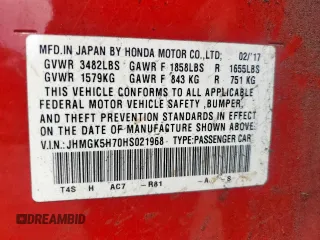 MFD.IN JAPAN BY HONDA MOTOR CO.,LTD: 02/'17
GVWR 3482LBS GAWR F 1858LBS R 1655LBS
GVWR 1579KG GAWR F 843 KG R 751 KG
THIS VEHICLE CONFORMS TO ALL APPLICABLE
FEDERAL MOTOR VEHICLE SAFETY ,BUMPER,
AND THEFT PREVENTION STANDARDS IN EFFECT
ON THE DATE OF MANUFACTURE SHOWN ABOVE.
V.I.N.: JHMGK5H70HS021968 TYPE:PASSENGER CAR
T4S H AC7 -R81 -A -S
DREAMBID